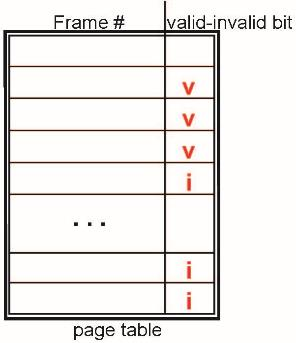 Frame # valid-invalid bit
v
v
v
i
...
i
i
page table